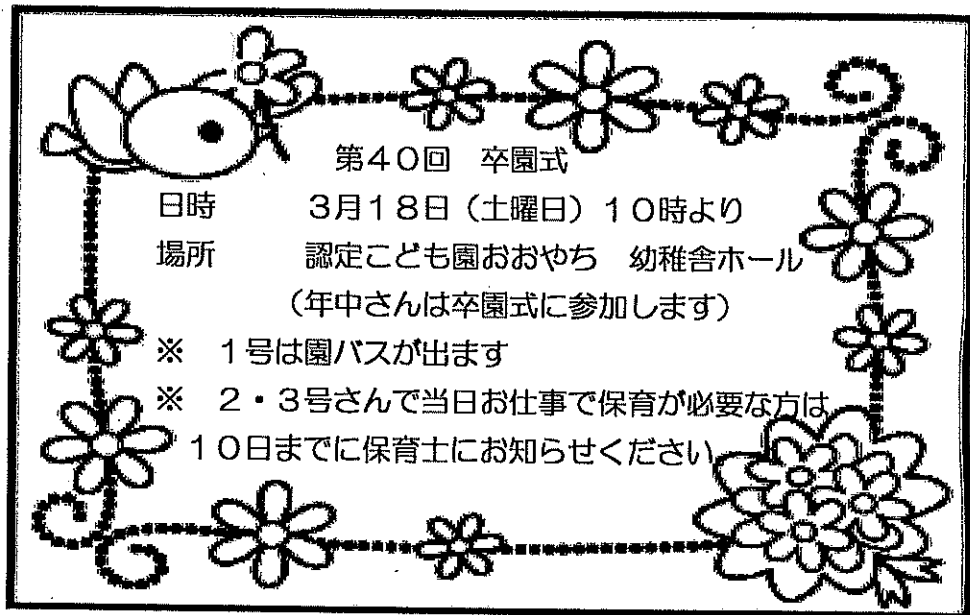 第40回　卒園式
日時　3月18日（土曜日）10時より
場所　認定こども園おおやち　幼稚舎ホール
（年中さんは卒園式に参加します）
※　1号は園バスが出ます
※　2・3号さんで当日お仕事で保育が必要な方は
10日までに保育士にお知らせください